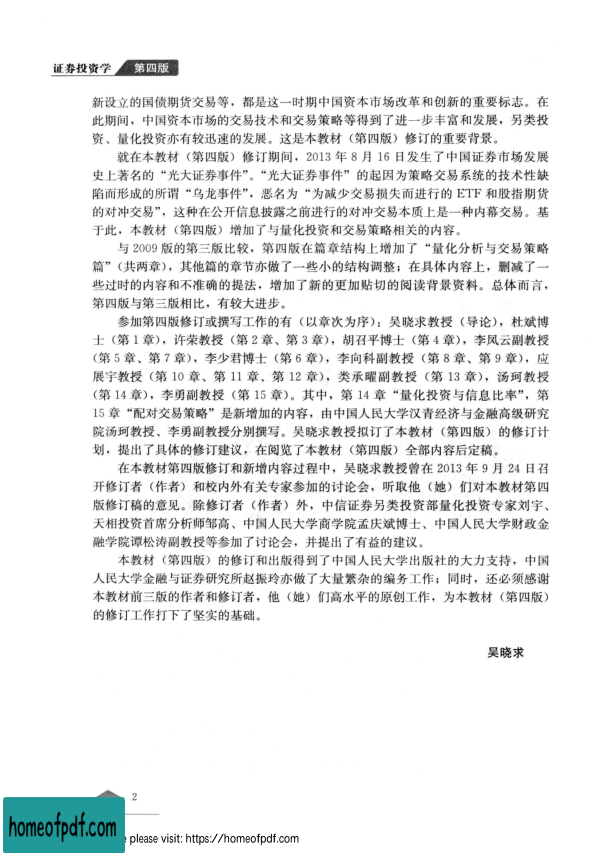 证券投资学 第四版
新设立的国债期货交易等，都是这一时期中国资本市场改革和创新的重要标志。在
此期间，中国资本市场的交易技术和交易策略等得到了进一步丰富和发展，另类投
资、量化投资亦有较迅速的发展。这是本教材（第四版）修订的重要背景。
就在本教材（第四版）修订期间，2013 年 8 月 16 日发生了中国证券市场发展
史上著名的“光大证券事件”。“光大证券事件”的起因为策略交易系统的技术性缺
陷而形成的所谓“乌龙事件”，恶名为“为减少交易损失而进行的 ETF 和股指期货
的对冲交易”，这种在公开信息披露之前进行的对冲交易本质上是一种内幕交易。基
于此，本教材（第四版）增加了与量化投资和交易策略相关的内容。
与 2009 版的第三版比较，第四版在篇章结构上增加了“量化分析与交易策略
篇”（共两章），其他篇的章节亦做了一些小的结构调整；在具体内容上，删减了一
些过时的内容和不准确的提法，增加了新的更加贴切的阅读背景资料。总体而言，
第四版与第三版相比，有较大进步。
参加第四版修订或撰写工作的有（以章次为序）：吴晓求教授（导论），杜斌博
士（第 1 章），许荣教授（第 2 章、第 3 章），胡召平博士（第 4 章），李凤云副教授
（第 5 章、第 7 章），李少君博士（第 6 章），李向科副教授（第 8 章、第 9 章），应
展宇教授（第 10 章、第 11 章、第 12 章），类承曜副教授（第 13 章），汤珂教授
（第 14 章），李勇副教授（第 15 章）。其中，第 14 章“量化投资与信息比率”，第
15 章“配对交易策略”是新增加的内容，由中国人民大学汉青经济与金融高级研究
院汤珂教授、李勇副教授分别撰写。吴晓求教授拟订了本教材（第四版）的修订计
划，提出了具体的修订建议，在阅览了本教材（第四版）全部内容后定稿。
在本教材第四版修订和新增内容过程中，吴晓求教授曾在 2013 年 9 月 24 日召
开修订者（作者）和校内外有关专家参加的讨论会，听取他（她）们对本教材第四
版修订稿的意见。除修订者（作者）外，中信证券另类投资部量化投资专家刘宇、
天相投资首席分析师邹高、中国人民大学商学院孟庆斌博士、中国人民大学财政金
融学院谭松涛副教授等参加了讨论会，并提出了有益的建议。
本教材（第四版）的修订和出版得到了中国人民大学出版社的大力支持，中国
人民大学金融与证券研究所赵振玲亦做了大量繁杂的编务工作；同时，还必须感谢
本教材前三版的作者和修订者，他（她）们高水平的原创工作，为本教材（第四版）
的修订工作打下了坚实的基础。
吴晓求
2
homeofpdf.com
please visit: https://homeofpdf.com